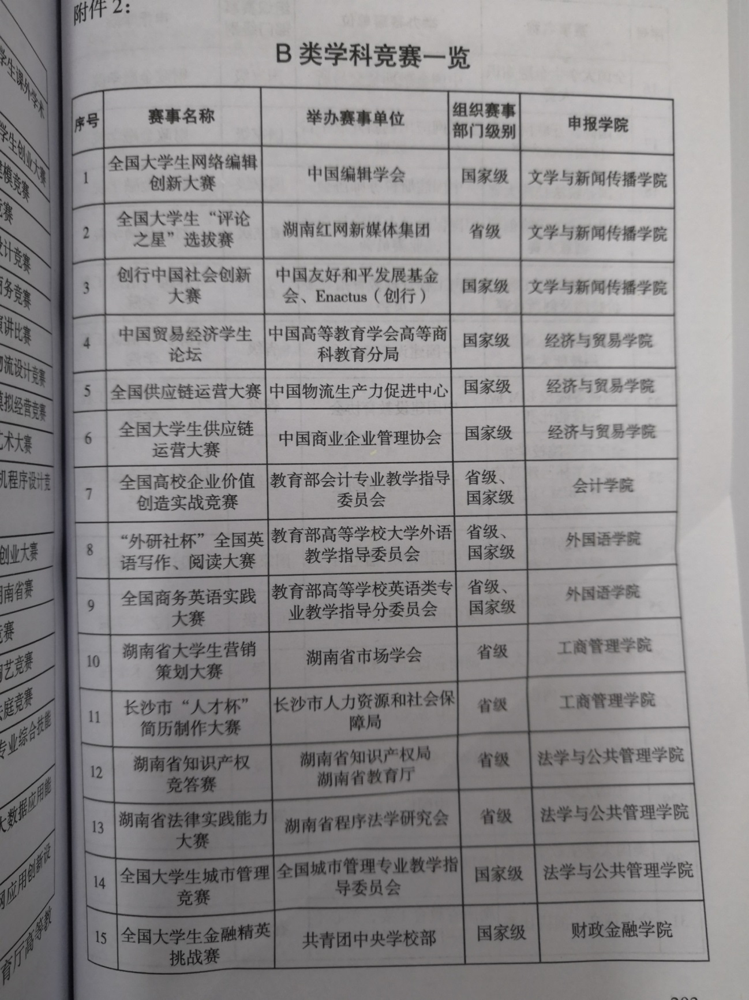 附件 2：
B 类学科竞赛一览
序号 赛事名称 举办赛事单位 组织赛事部门级别 申报学院
1 全国大学生网络编辑创新大赛 中国编辑学会 国家级 文学与新闻传播学院
2 全国大学生“评论之星”选拔赛 湖南红网新媒体集团 省级 文学与新闻传播学院
3 创行中国社会创新大赛 中国友好和平发展基金会、Enactus（创行） 国家级 文学与新闻传播学院
4 中国贸易经济学生论坛 中国高等教育学会高等商科教育分局 国家级 经济与贸易学院
5 全国供应链运营大赛 中国物流生产力促进中心 国家级 经济与贸易学院
6 全国大学生供应链运营大赛 中国商业企业管理协会 国家级 经济与贸易学院
7 全国高校企业价值创造实战竞赛 教育部会计专业教学指导委员会 省级、国家级 会计学院
8 “外研社杯”全国英语写作、阅读大赛 教育部高等学校大学外语教学指导委员会 省级、国家级 外国语学院
9 全国商务英语实践大赛 教育部高等学校英语类专业教学指导分委员会 省级、国家级 外国语学院
10 湖南省大学生营销策划大赛 湖南省市场学会 省级 工商管理学院
11 长沙市“人才杯”简历制作大赛 长沙市人力资源和社会保障局 省级 工商管理学院
12 湖南省知识产权竞答赛 湖南省知识产权局 湖南省教育厅 省级 法学与公共管理学院
13 湖南省法律实践能力大赛 湖南省程序法学研究会 省级 法学与公共管理学院
14 全国大学生城市管理竞赛 全国城市管理专业教学指导委员会 国家级 法学与公共管理学院
15 全国大学生金融精英挑战赛 共青团中央学校部 国家级 财政金融学院
学生课外学术
学生创业大赛
建模竞赛
竞赛
设计竞赛
商务竞赛
演讲比赛
物流设计竞赛
模拟经营竞赛
艺术大赛
机程序设计竞
创业大赛
湖南省赛
竞赛
陶艺竞赛
法庭竞赛
专业综合技能
大数据应用能
网应用创新设
育厅高等教